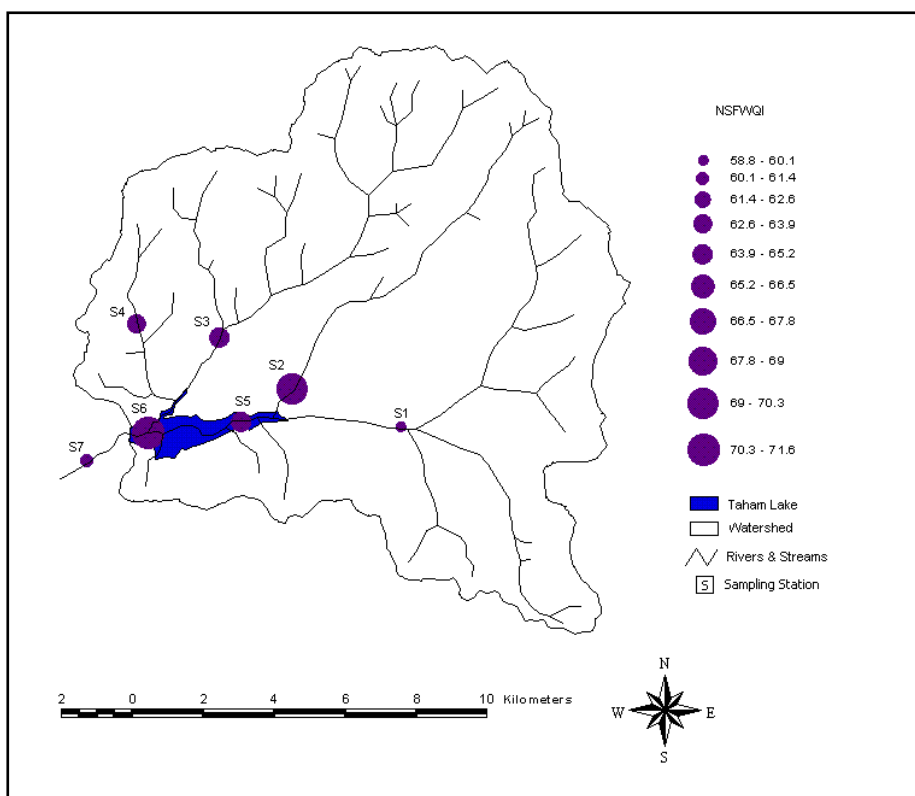 NSFWQI
58.8 - 60.1
60.1 - 61.4
61.4 - 62.6
62.6 - 63.9
63.9 - 65.2
65.2 - 66.5
66.5 - 67.8
67.8 - 69
69 - 70.3
70.3 - 71.6
Taham Lake
Watershed
Rivers & Streams
S Sampling Station
S4
S3
S2
S5
S6
S1
S7
2 0 2 4 6 8 10 Kilometers
N
W E
S